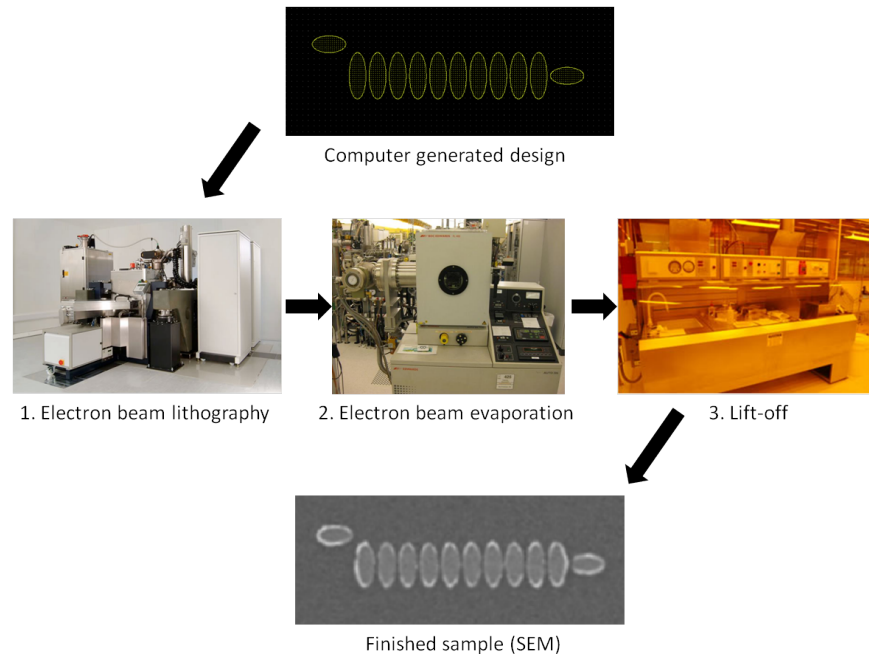 Computer generated design
1. Electron beam lithography
2. Electron beam evaporation
3. Lift-off
Finished sample (SEM)